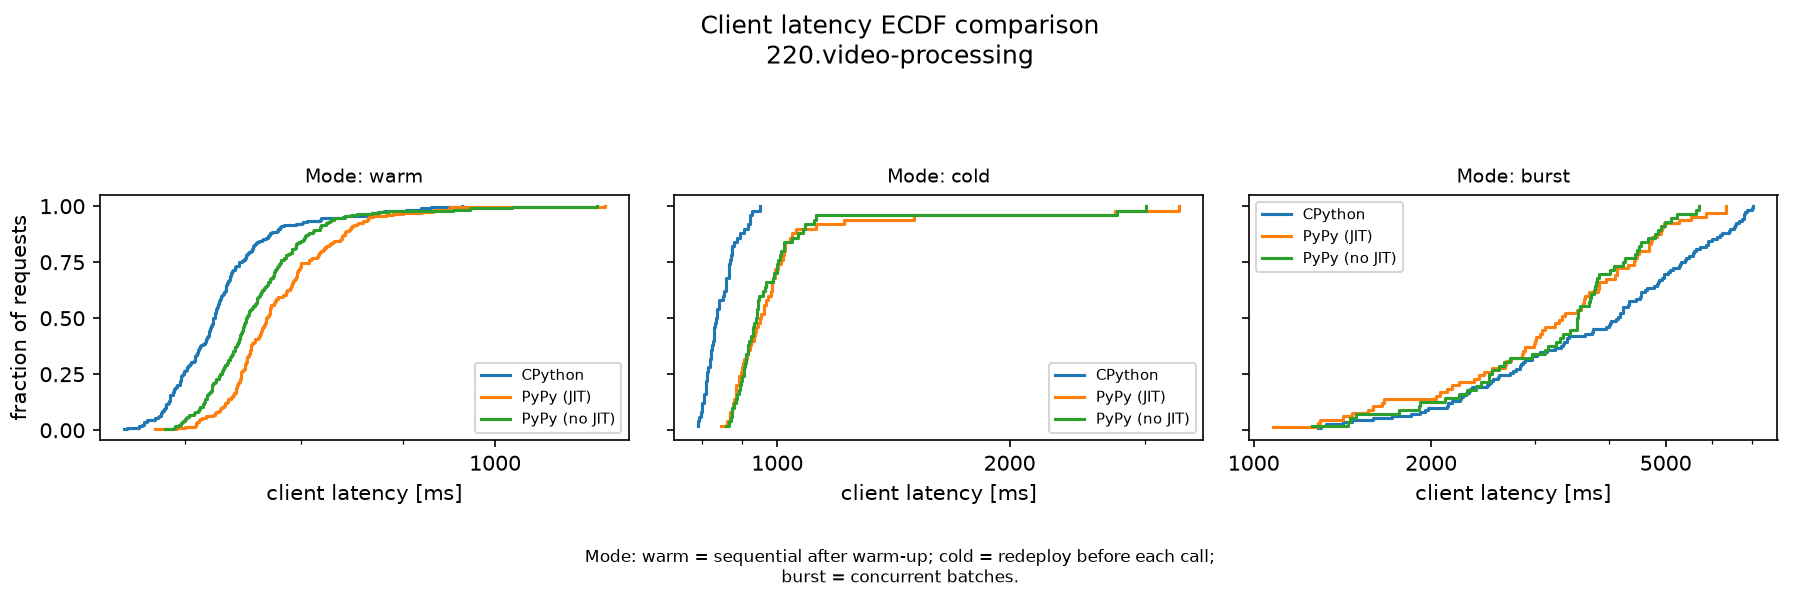 Client latency ECDF comparison
220.video-processing
Mode: warm
fraction of requests
1.00
0.75
0.50
0.25
0.00
CPython
PyPy (JIT)
PyPy (no JIT)
1000
client latency [ms]
Mode: cold
CPython
PyPy (JIT)
PyPy (no JIT)
1000
2000
client latency [ms]
Mode: burst
CPython
PyPy (JIT)
PyPy (no JIT)
1000
2000
5000
client latency [ms]
Mode: warm = sequential after warm-up; cold = redeploy before each call;
burst = concurrent batches.